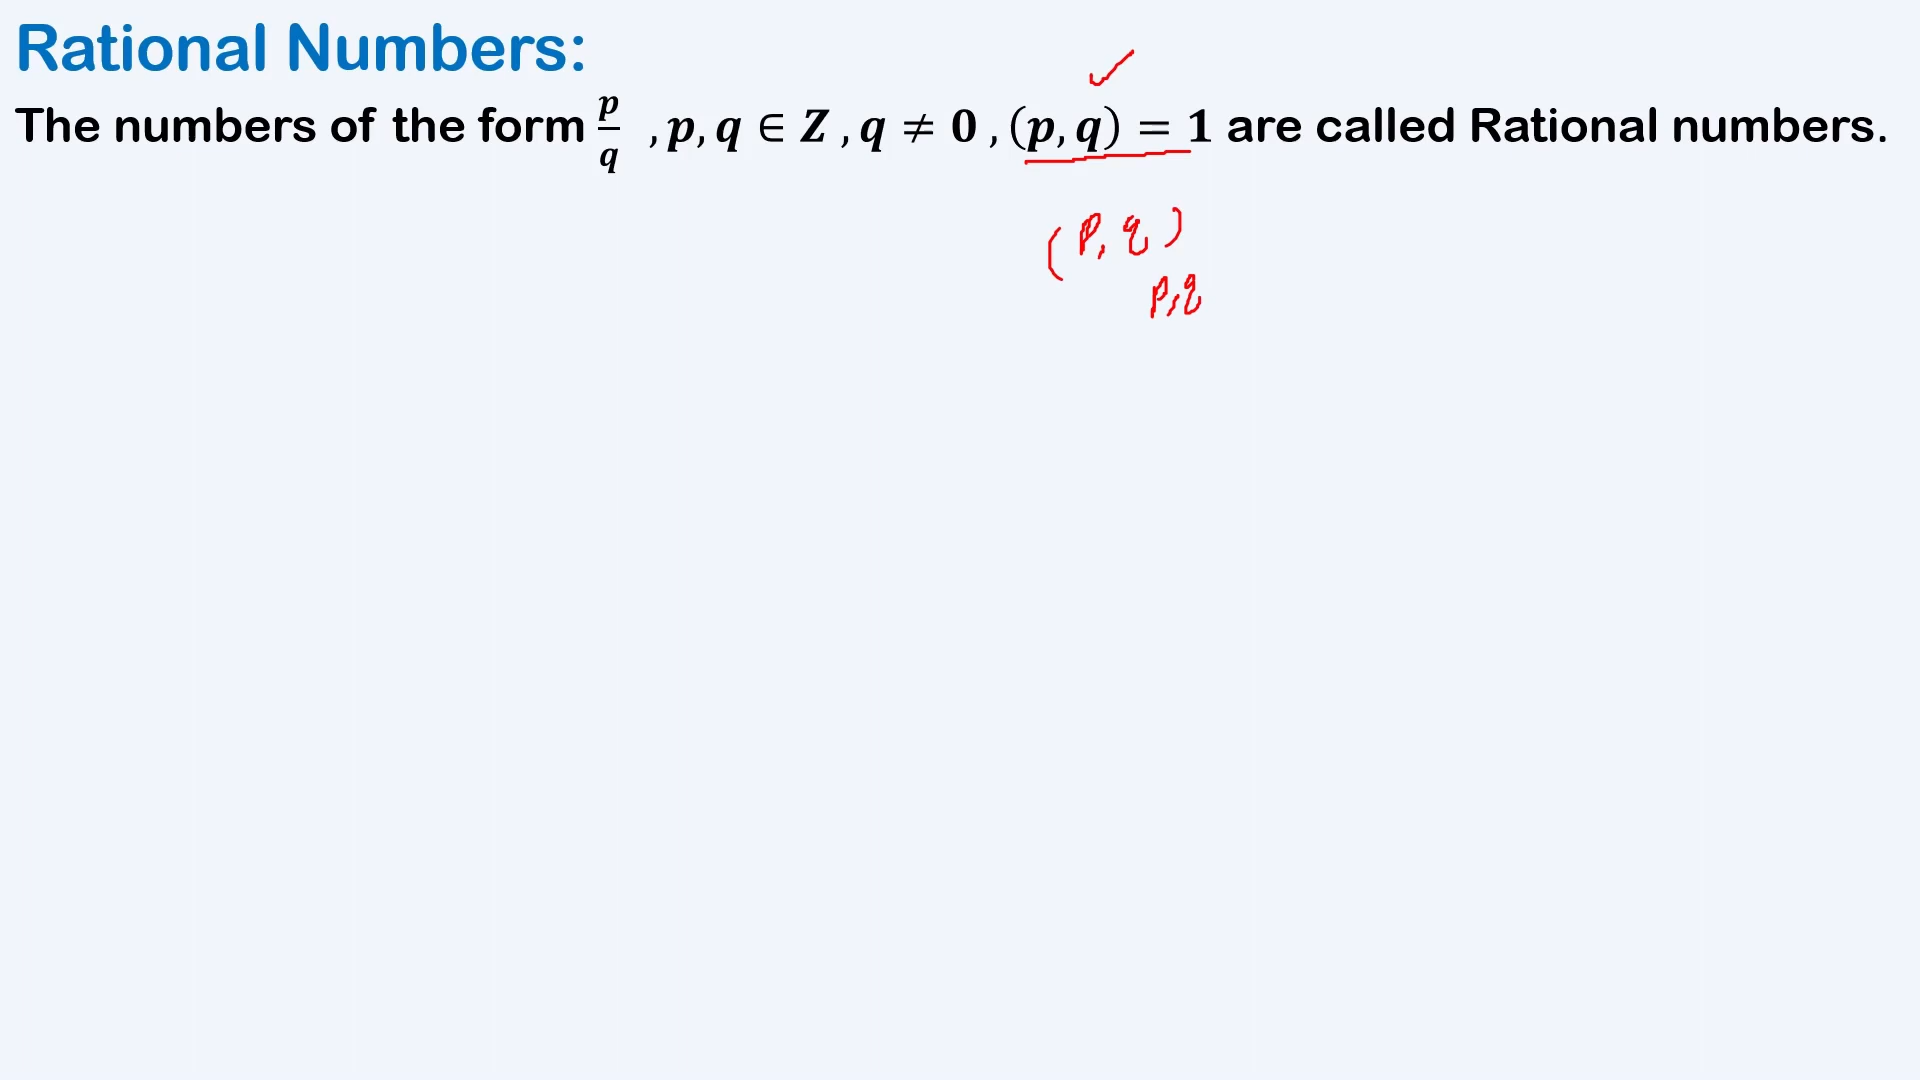 Rational Numbers:
The numbers of the form p/q , p, q ∈ Z , q ≠ 0 , (p, q) = 1 are called Rational numbers.
(P, q)
p, q